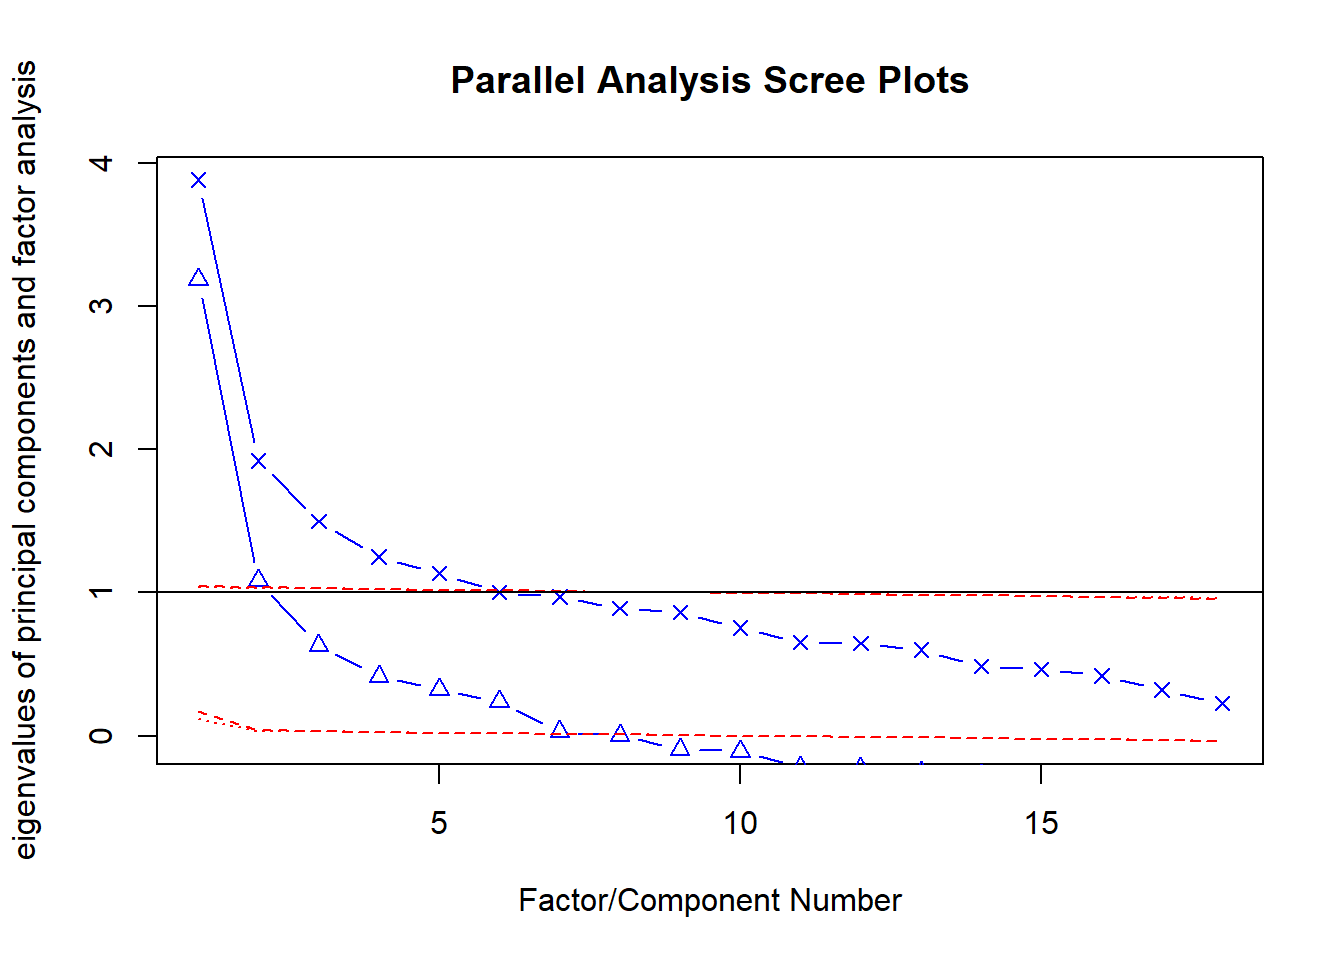 Parallel Analysis Scree Plots
eigenvalues of principal components and factor analysis
4
3
2
1
0
5 10 15
Factor/Component Number